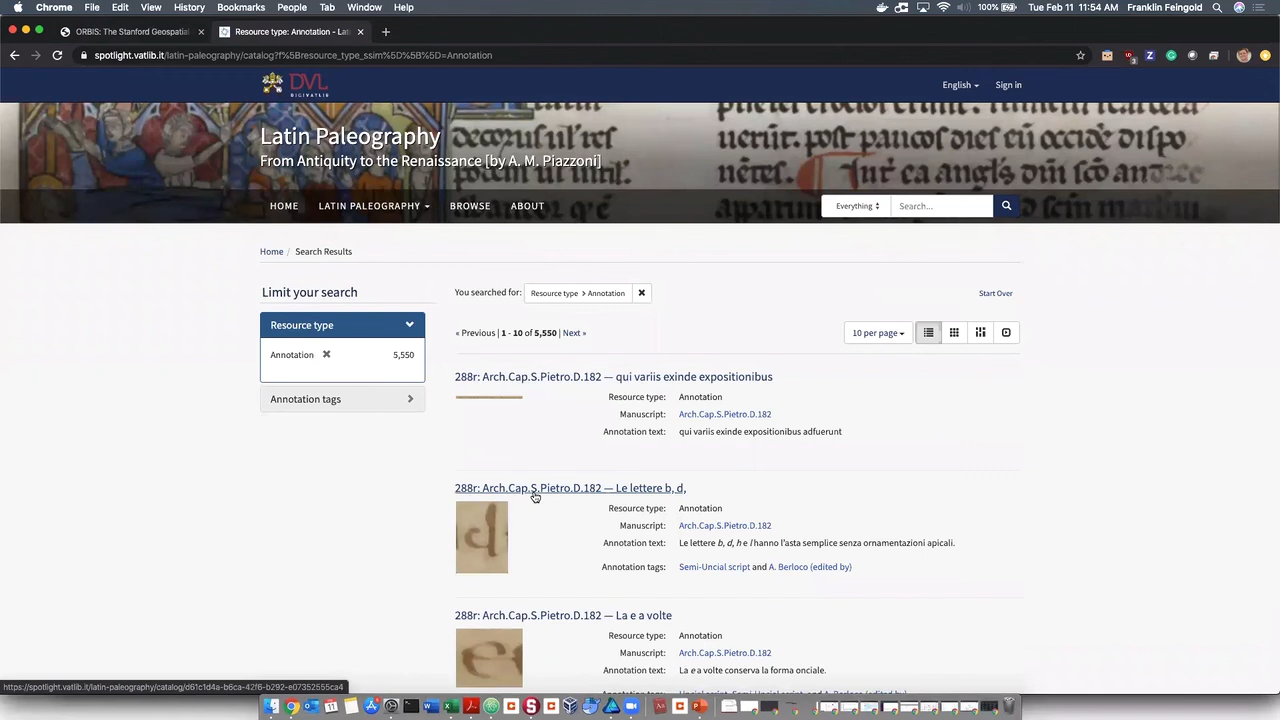 Chrome File Edit View History Bookmarks People Tab Window Help 100% Tue Feb 11 11:54 AM Franklin Feingold
ORBIS: The Stanford Geospatial Resource type: Annotation - Lat
spotlight.vatlib.it/latin-paleography/catalog?f%5Bresource_type_ssim%5D%5B%5D=Annotation
DVL English Sign in
DIGIVATLIB
Latin Paleography
From Antiquity to the Renaissance [by A. M. Piazzoni]
HOME LATIN PALEOGRAPHY BROWSE ABOUT Everything Search...
Home / Search Results
Limit your search
You searched for: Resource type > Annotation Start Over
Resource type
« Previous | 1 - 10 of 5,550 | Next » 10 per page
Annotation 5,550
Annotation tags
288r: Arch.Cap.S.Pietro.D.182 — qui variis exinde expositionibus
Resource type: Annotation
Manuscript: Arch.Cap.S.Pietro.D.182
Annotation text: qui variis exinde expositionibus adfuerunt
288r: Arch.Cap.S.Pietro.D.182 — Le lettere b, d,
Resource type: Annotation
Manuscript: Arch.Cap.S.Pietro.D.182
Annotation text: Le lettere b, d, h e l hanno l'asta semplice senza ornamentazioni apicali.
Annotation tags: Semi-Uncial script and A. Berloco (edited by)
288r: Arch.Cap.S.Pietro.D.182 — La e a volte
Resource type: Annotation
Manuscript: Arch.Cap.S.Pietro.D.182
Annotation text: La e a volte conserva la forma onciale.
https://spotlight.vatlib.it/latin-paleography/catalog/d61c1d4a-b6ca-42f6-b292-e07352555ca4